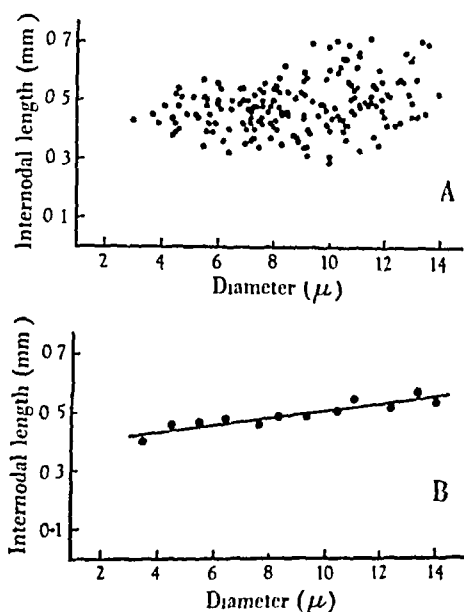 Internodal length (mm)
0 7
0 5
0 3
0 1
A
2 4 6 8 10 12 14
Diameter (μ)
Internodal length (mm)
0 7
0 5
0 3
0·1
B
2 4 6 8 10 12 14
Diameter (μ)